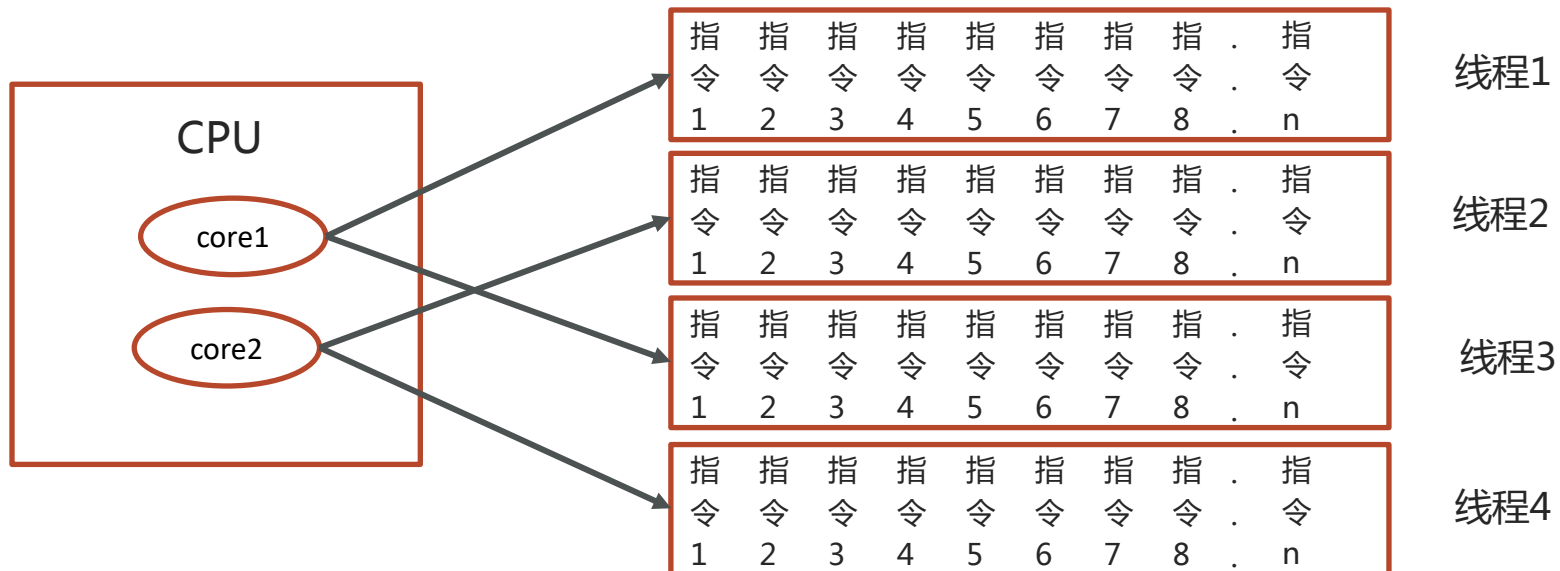 CPU
core1
core2
指 指 指 指 指 指 指 指 . 指
令 令 令 令 令 令 令 令 . 令
1 2 3 4 5 6 7 8 . n
线程1
指 指 指 指 指 指 指 指 . 指
令 令 令 令 令 令 令 令 . 令
1 2 3 4 5 6 7 8 . n
线程2
指 指 指 指 指 指 指 指 . 指
令 令 令 令 令 令 令 令 . 令
1 2 3 4 5 6 7 8 . n
线程3
指 指 指 指 指 指 指 指 . 指
令 令 令 令 令 令 令 令 . 令
1 2 3 4 5 6 7 8 . n
线程4